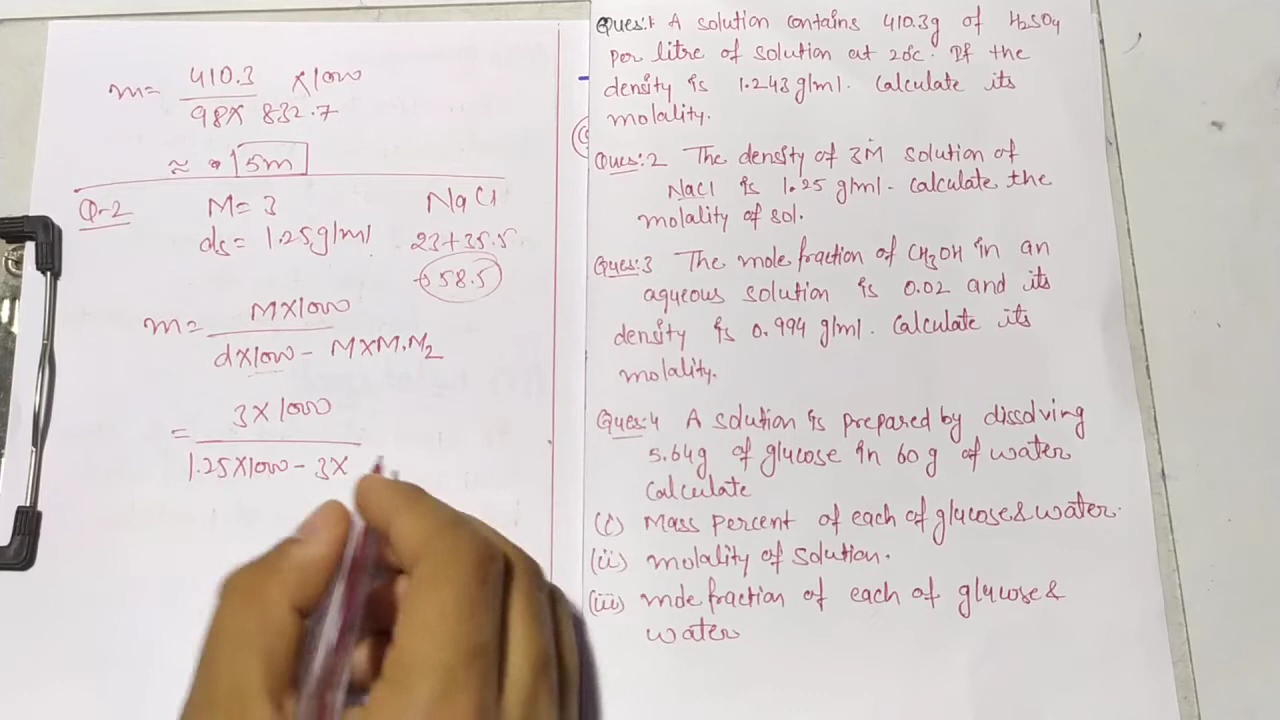 m= 410.3 ×1000
98× 832.7
≈ 5m
Q-2 M=3 NaCl
ds= 1.25g/ml 23+35.5
→58.5
m= M×1000
d×1000 - M×M.M2
= 3×1000
1.25×1000 - 3×
Ques:1 A solution contains 410.3g of H2SO4
per litre of solution at 20c. If the
density is 1.243 g/ml. Calculate its
molality.
Ques:2 The density of 3M solution of
NaCl is 1.25 g/ml. Calculate the
molality of sol.
Ques:3 The mole fraction of CH3OH in an
aqueous solution is 0.02 and its
density is 0.994 g/ml. Calculate its
molality.
Ques:4 A solution is prepared by dissolving
5.64g of glucose in 60 g of water
Calculate
(i) Mass percent of each of glucose & water.
(ii) molality of solution.
(iii) mole fraction of each of glucose &
water